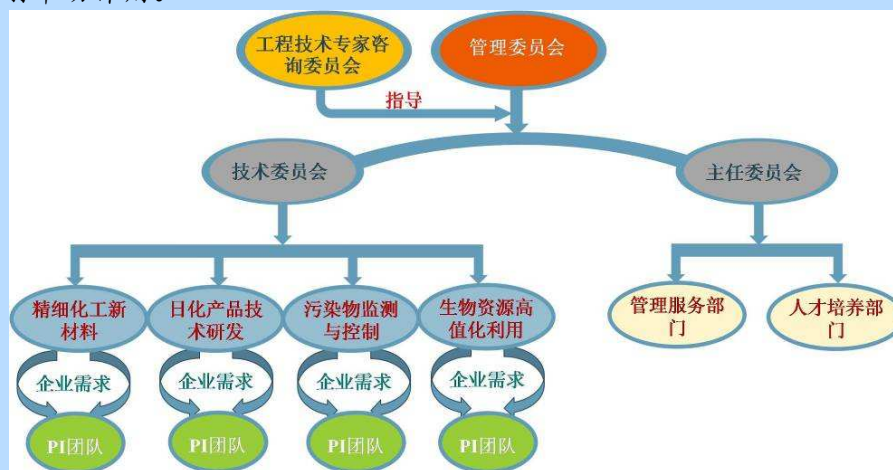 工程技术专家咨
询委员会
管理委员会
指导
技术委员会
主任委员会
精细化工新
材料
日化产品技
术研发
污染物监测
与控制
生物资源高
值化利用
管理服务部
门
人才培养部
门
企业需求
企业需求
企业需求
企业需求
PI团队
PI团队
PI团队
PI团队